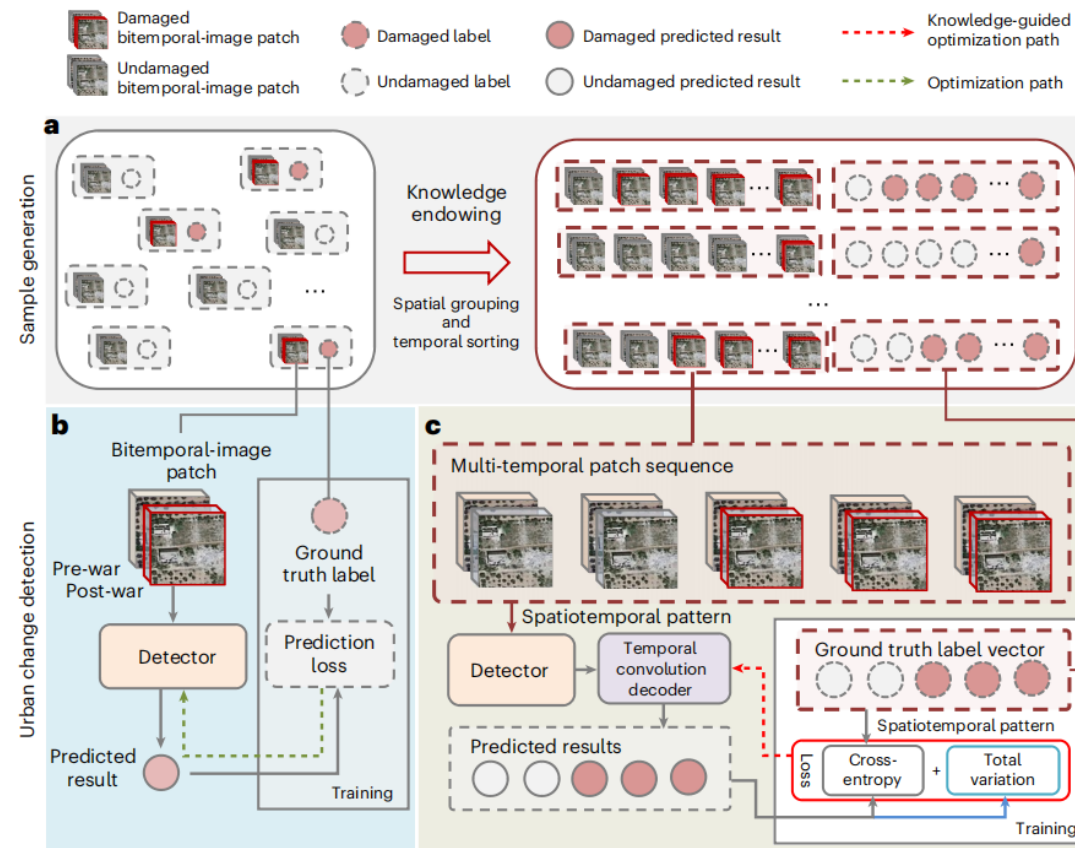 Damaged
bitemporal-image patch
Undamaged
bitemporal-image patch
Damaged label
Undamaged label
Damaged predicted result
Undamaged predicted result
Knowledge-guided
optimization path
Optimization path
a
Sample generation
Knowledge
endowing
Spatial grouping
and
temporal sorting
...
...
...
...
...
...
...
...
b
Urban change detection
Bitemporal-image
patch
Pre-war
Post-war
Detector
Predicted
result
Ground
truth label
Prediction
loss
Training
c
Multi-temporal patch sequence
Spatiotemporal pattern
Detector
Temporal
convolution
decoder
Predicted results
Ground truth label vector
Spatiotemporal pattern
Loss
Cross-
entropy
+
Total
variation
Training